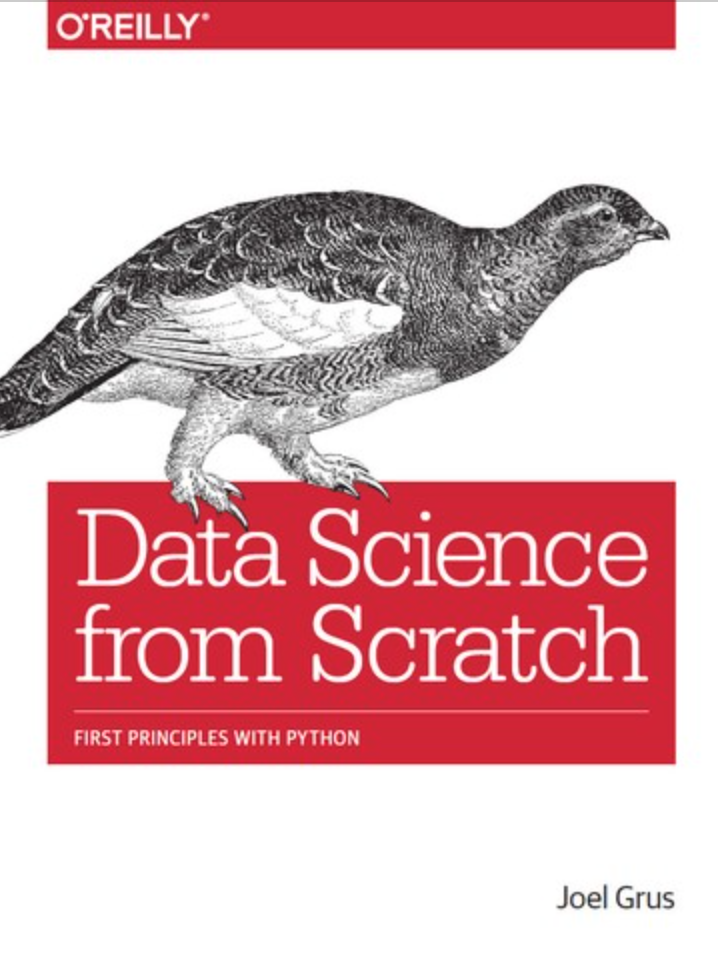 O'REILLY®
Data Science
from Scratch
FIRST PRINCIPLES WITH PYTHON
Joel Grus